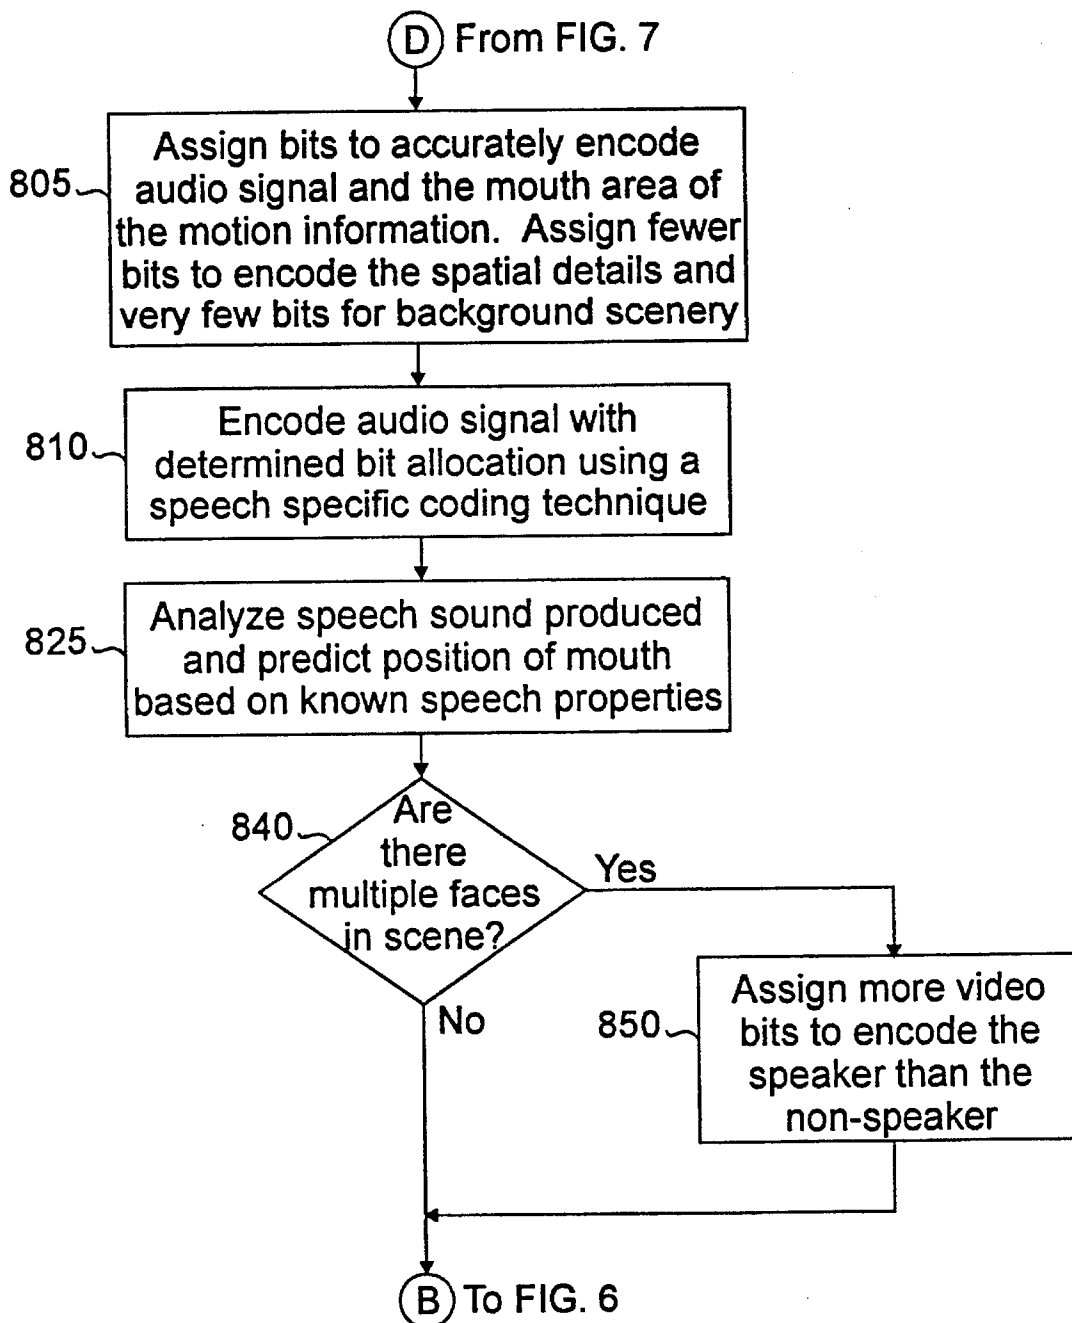 D From FIG. 7
805
Assign bits to accurately encode
audio signal and the mouth area of
the motion information. Assign fewer
bits to encode the spatial details and
very few bits for background scenery
810
Encode audio signal with
determined bit allocation using a
speech specific coding technique
825
Analyze speech sound produced
and predict position of mouth
based on known speech properties
840
Are
there
multiple faces
in scene?
Yes
No
850
Assign more video
bits to encode the
speaker than the
non-speaker
B To FIG. 6